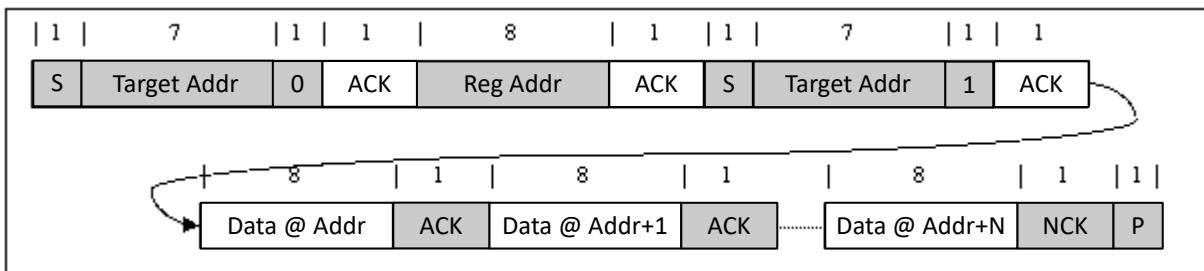 | 1 | 7 | 1 | 1 | 8 | 1 | 1 | 7 | 1 | 1
S Target Addr 0 ACK Reg Addr ACK S Target Addr 1 ACK
| 8 | 1 | 8 | 1 | 8 | 1 | 1 |
Data @ Addr ACK Data @ Addr+1 ACK Data @ Addr+N NCK P